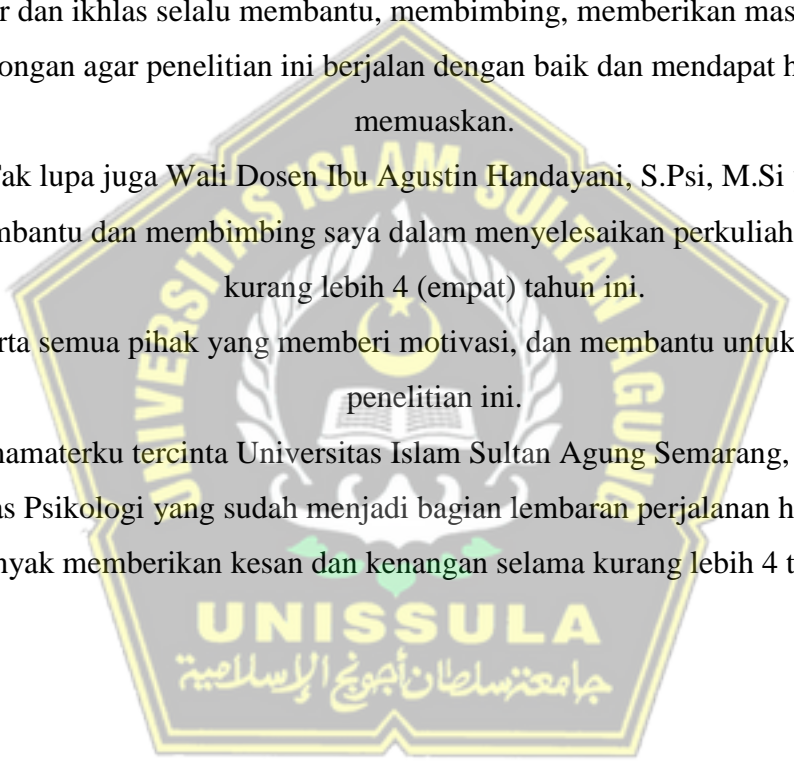 r dan ikhlas selalu membantu, membimbing, memberikan mas
ongan agar penelitian ini berjalan dengan baik dan mendapat h
memuaskan.
Tak lupa juga Wali Dosen Ibu Agustin Handayani, S.Psi, M.Si
mbantu dan membimbing saya dalam menyelesaikan perkuliah
kurang lebih 4 (empat) tahun ini.
rta semua pihak yang memberi motivasi, dan membantu untuk
penelitian ini.
namaterku tercinta Universitas Islam Sultan Agung Semarang,
as Psikologi yang sudah menjadi bagian lembaran perjalanan h
nyak memberikan kesan dan kenangan selama kurang lebih 4 t
UNIVERSITAS ISLAM SULTAN AGUNG
UNISSULA
جامعتنسلطان أجونج الإسلامية